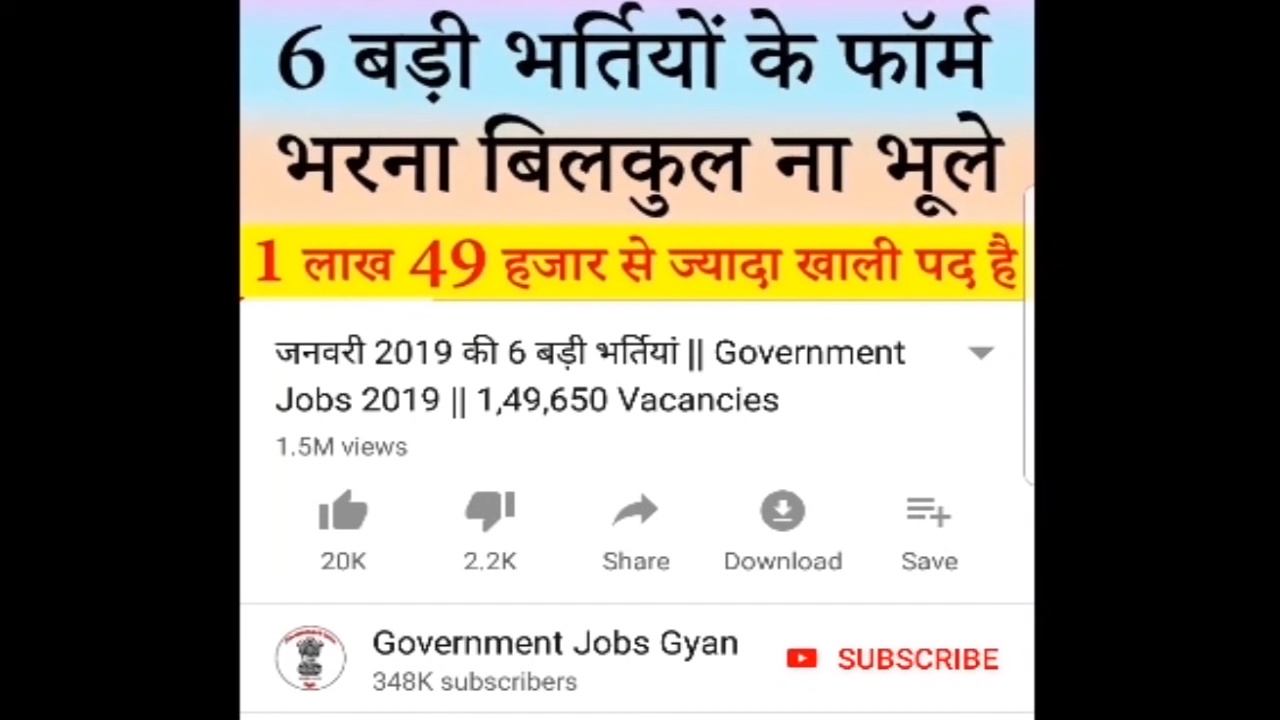 6 बड़ी भर्तियों के फॉर्म
भरना बिलकुल ना भूले
1 लाख 49 हजार से ज्यादा खाली पद है
जनवरी 2019 की 6 बड़ी भर्तियां || Government
Jobs 2019 || 1,49,650 Vacancies
1.5M views
20K 2.2K Share Download Save
Government Jobs Gyan
SUBSCRIBE
348K subscribers